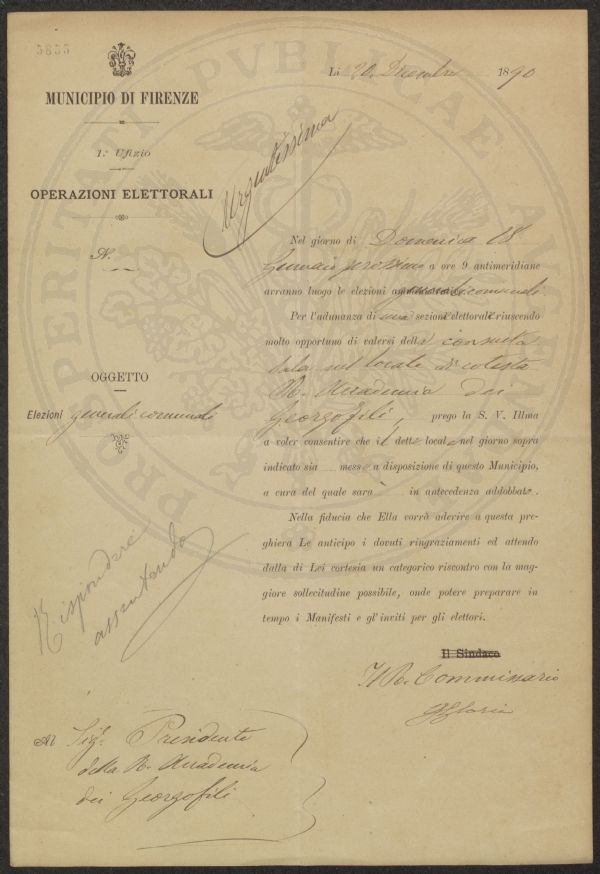 5855
Li 20. Dicembre 1890
MUNICIPIO DI FIRENZE
1.° Ufizio
OPERAZIONI ELETTORALI
N.
Urgentissima
OGGETTO
Elezioni generali comunali
Nel giorno di Domenica 18
Gennaio prossimo a ore 9 antimeridiane
avranno luogo le elezioni generali comunali.
Per l'adunanza di una sezione elettorale riuscendo
molto opportuno di valersi della consueta
Sala nel locale di cotesta
R. Accademia dei
Georgofili, prego la S. V. Illma
a voler consentire che il detto locale nel giorno sopra
indicato sia messo a disposizione di questo Municipio,
a cura del quale sarà in antecedenza addobbato.
Nella fiducia che Ella vorrà aderire a questa pre-
ghiera Le anticipo i dovuti ringraziamenti ed attendo
dalla di Lei cortesia un categorico riscontro con la mag-
giore sollecitudine possibile, onde potere preparare in
tempo i Manifesti e gl'inviti per gli elettori.
Il Sindaco
Il R. Commissario
Rispondere
assentendo
Al Sig. Presidente
della R. Accademia
dei Georgofili
PROSPERITATI PVBLICAE AVGENDAE